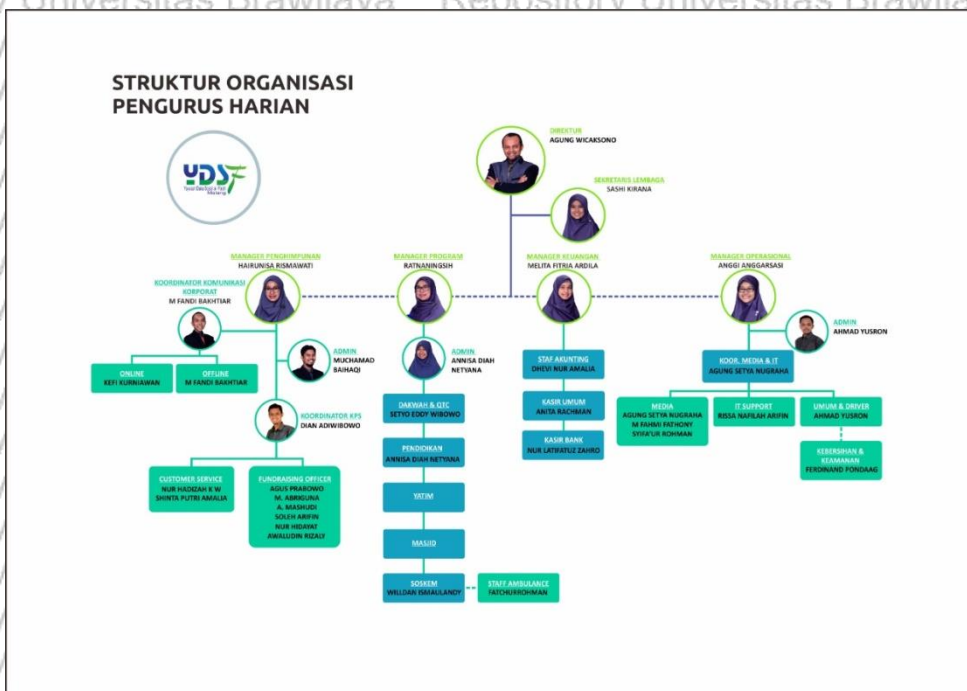 Universitas Brawijaya
Repository Universitas Brawijaya
STRUKTUR ORGANISASI
PENGURUS HARIAN
YDSF
Malang
DIREKTUR
AGUNG WICAKSONO
SEKRETARIS LEMBAGA
SASHI KIRANA
MANAGER PENGHIMPUNAN
HAIRUNISA RISMAWATI
MANAGER PROGRAM
RATNANINGSIH
MANAGER KEUANGAN
MELITA FITRIA ARDILA
MANAGER OPERASIONAL
ANGGI ANGGARSASI
KOORDINATOR KOMUNIKASI
KORPORAT
M FANDI BAKHTIAR
ONLINE
KEFI KURNIAWAN
OFFLINE
M FANDI BAKHTIAR
ADMIN
MUCHAMAD
BAIHAQI
KOORDINATOR KPS
DIAN ADIWIBOWO
CUSTOMER SERVICE
NUR HADIZAH K W
SHINTA PUTRI AMALIA
FUNDRAISING OFFICER
AGUS PRABOWO
M. ABRIGUNA
A. MASHUDI
SOLEH ARIFIN
NUR HIDAYAT
AWALUDIN RIZALY
ADMIN
ANNISA DIAH
NETYANA
DAKWAH & QTC
SETYO EDDY WIBOWO
PENDIDIKAN
ANNISA DIAH NETYANA
YATIM
MASJID
SOSKEM
WILLDAN ISMAULANDY
STAFF AMBULANCE
FATCHURROHMAN
STAF AKUNTING
DHEVI NUR AMALIA
KASIR UMUM
ANITA RACHMAN
KASIR BANK
NUR LATIFATUZ ZAHRO
ADMIN
AHMAD YUSRON
KOOR. MEDIA & IT
AGUNG SETYA NUGRAHA
MEDIA
AGUNG SETYA NUGRAHA
M FAHMI FATHONY
SYIFA'UR ROHMAN
IT SUPPORT
RISSA NAFILAH ARIFIN
UMUM & DRIVER
AHMAD YUSRON
KEBERSIHAN &
KEAMANAN
FERDINAND PONDAAG